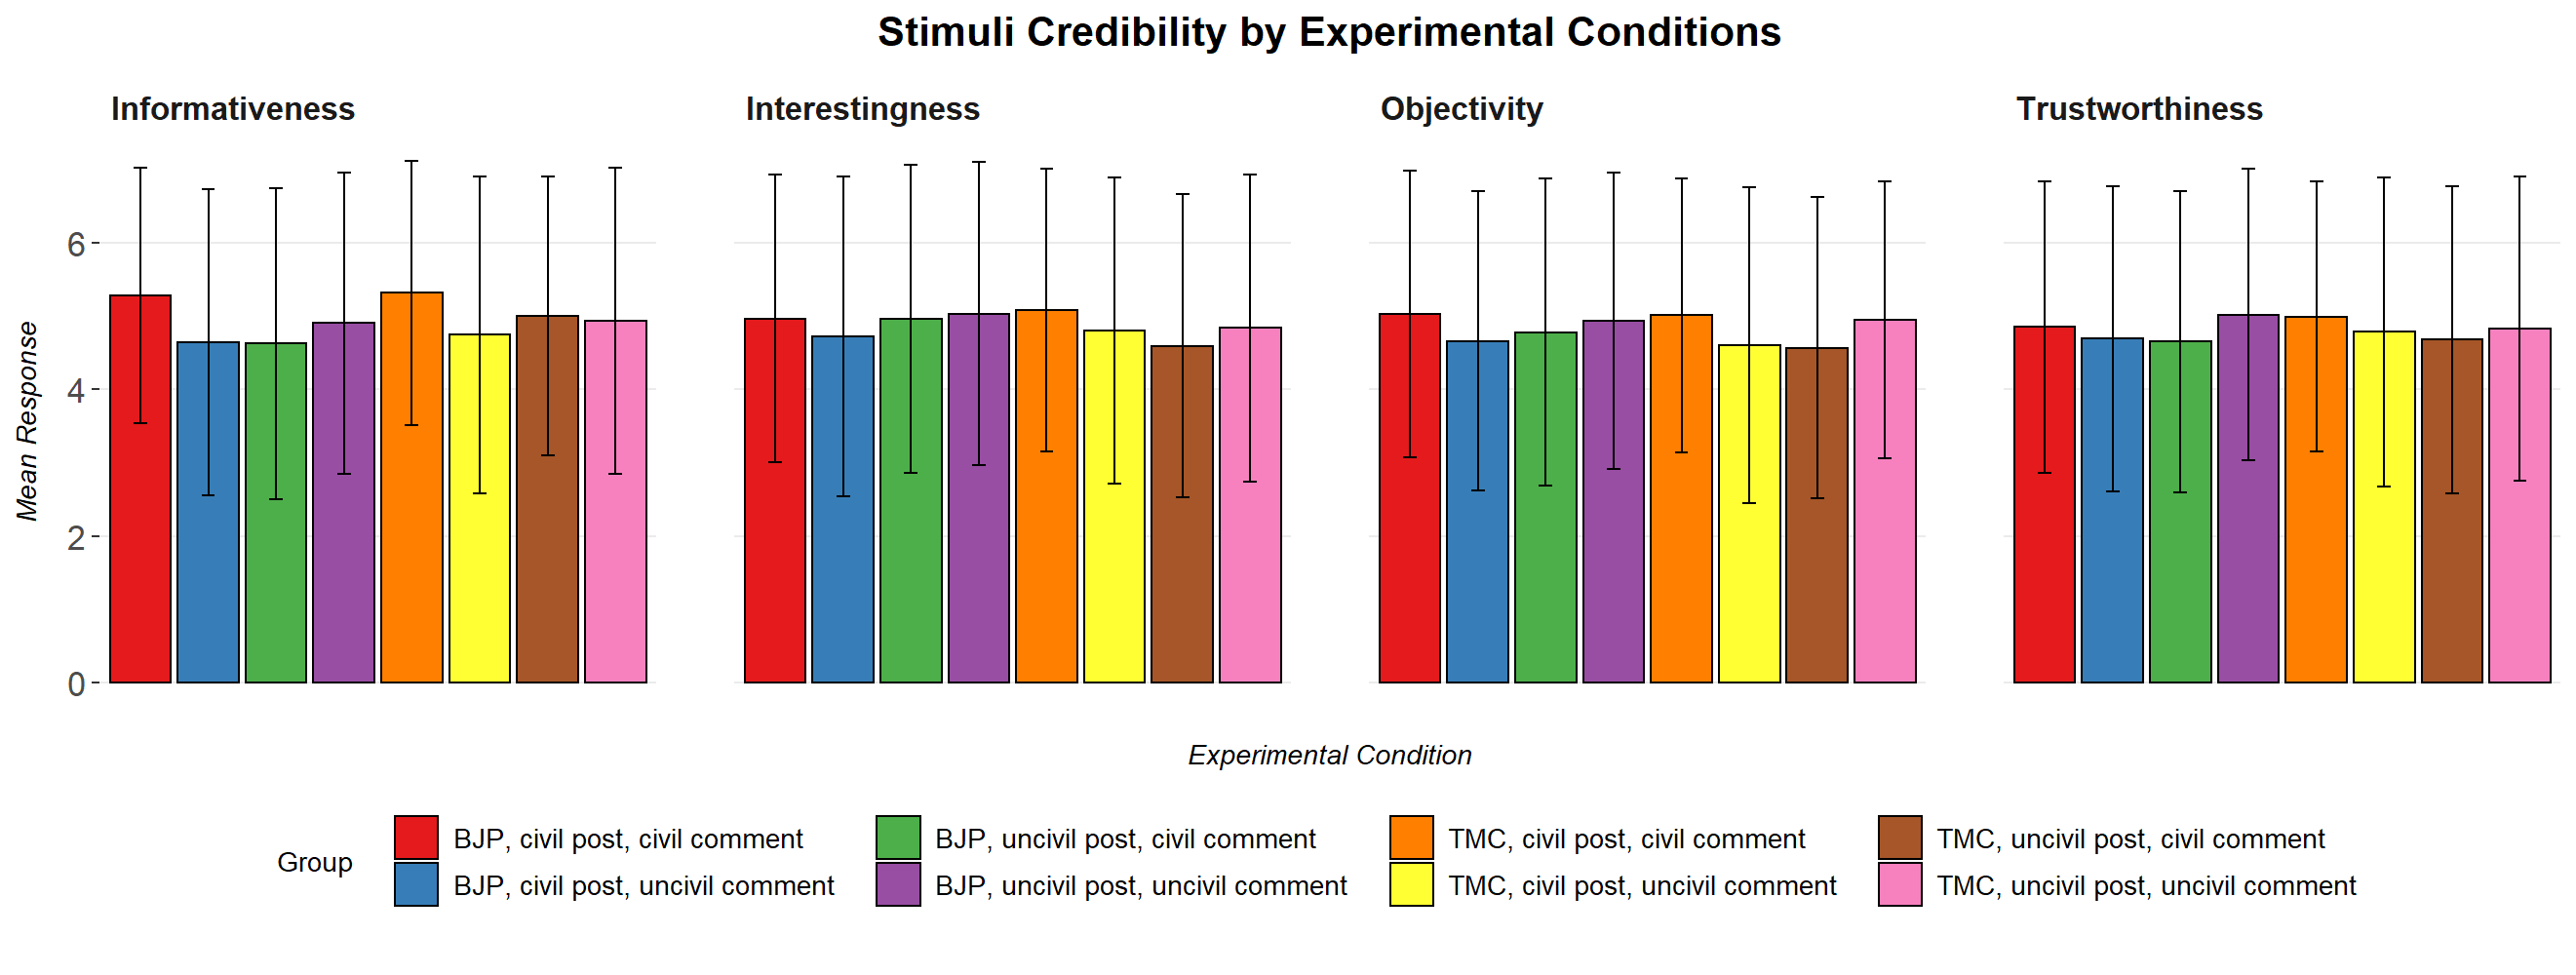 Stimuli Credibility by Experimental Conditions
Informativeness
Interestingness
Objectivity
Trustworthiness
6
4
2
0
Mean Response
Experimental Condition
Group
BJP, civil post, civil comment
BJP, uncivil post, civil comment
TMC, civil post, civil comment
TMC, uncivil post, civil comment
BJP, civil post, uncivil comment
BJP, uncivil post, uncivil comment
TMC, civil post, uncivil comment
TMC, uncivil post, uncivil comment